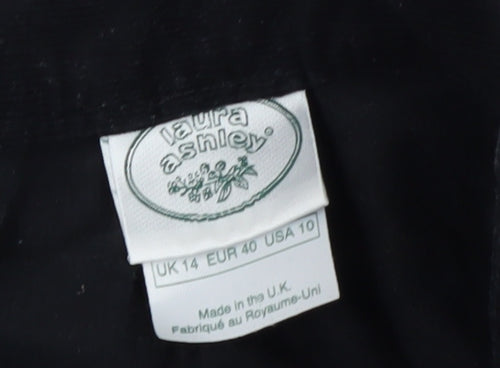 laura
ashley®
UK 14 EUR 40 USA 10
Made in the U.K.
Fabriqué au Royaume-Uni